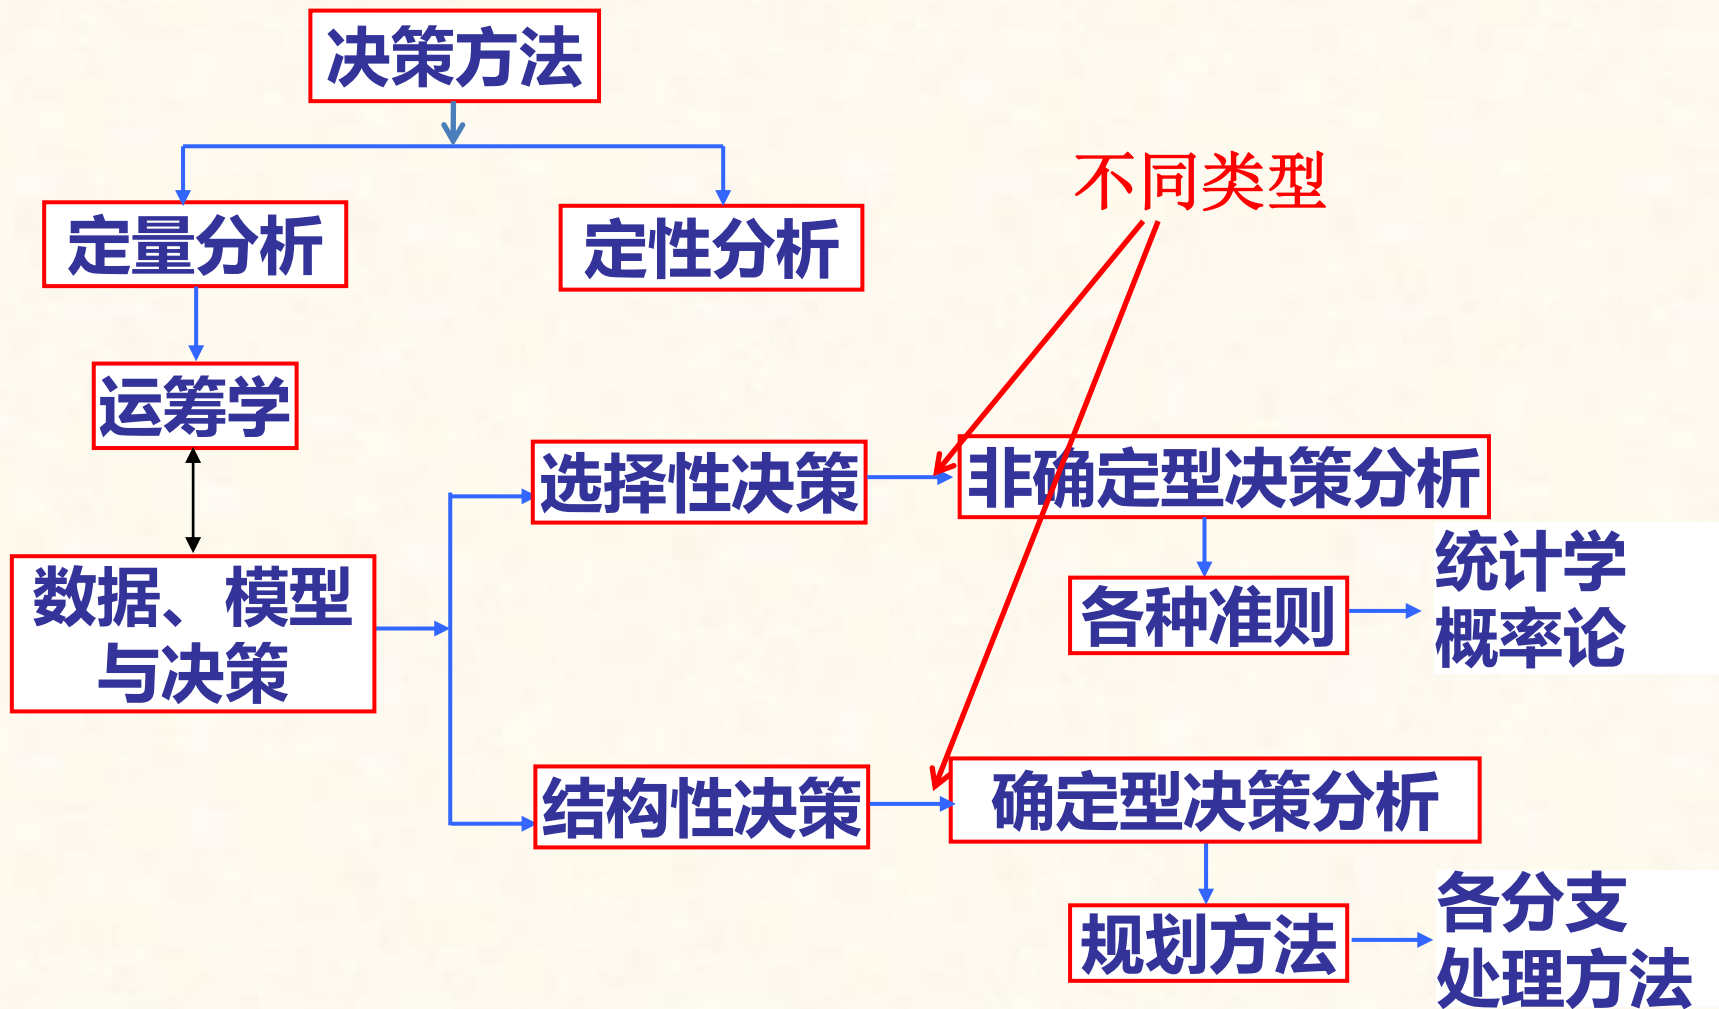 决策方法
不同类型
定量分析
定性分析
运筹学
选择性决策
非确定型决策分析
数据、模型
与决策
各种准则
统计学
概率论
结构性决策
确定型决策分析
规划方法
各分支
处理方法